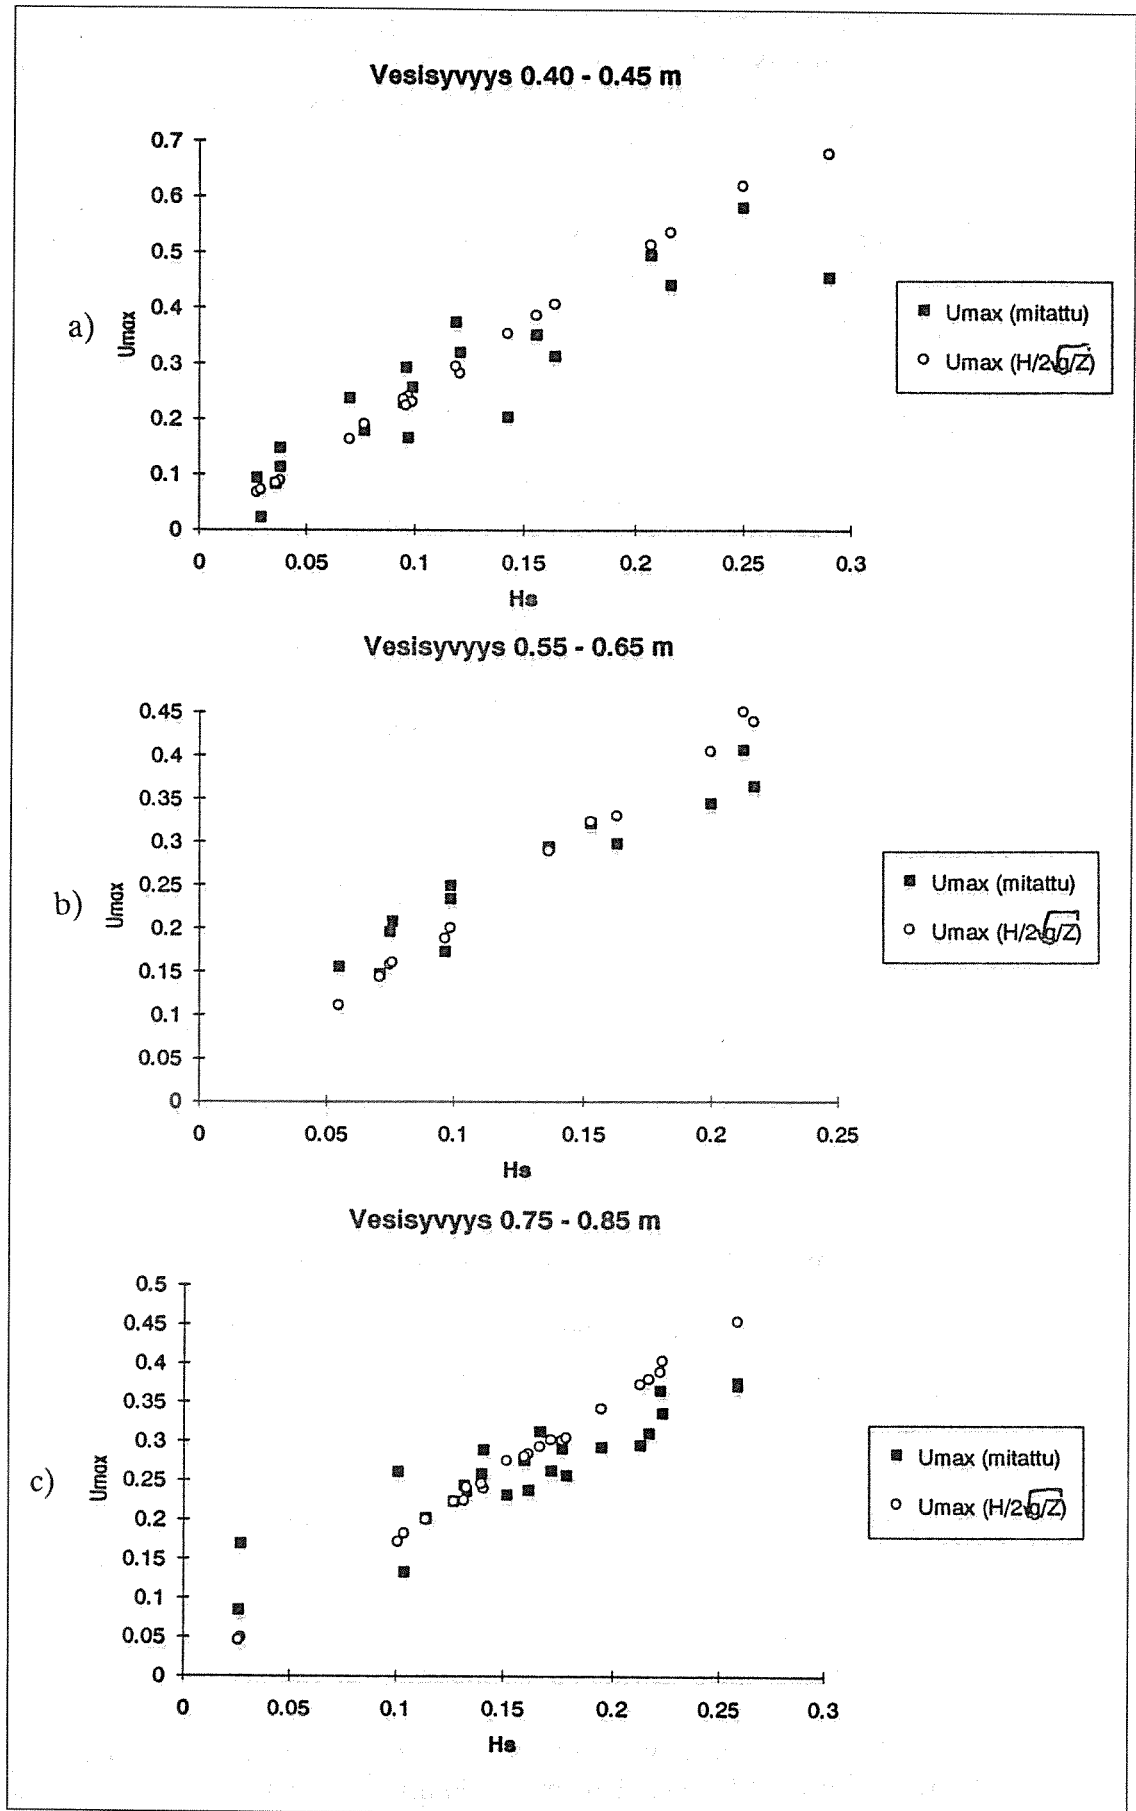 Vesisyvyys 0.40 - 0.45 m
a)
Umax
0.7
0.6
0.5
0.4
0.3
0.2
0.1
0
0 0.05 0.1 0.15 0.2 0.25 0.3
Hs
Umax (mitattu)
Umax (H/2√g/Z)
Vesisyvyys 0.55 - 0.65 m
b)
Umax
0.45
0.4
0.35
0.3
0.25
0.2
0.15
0.1
0.05
0
0 0.05 0.1 0.15 0.2 0.25
Hs
Umax (mitattu)
Umax (H/2√g/Z)
Vesisyvyys 0.75 - 0.85 m
c)
Umax
0.5
0.45
0.4
0.35
0.3
0.25
0.2
0.15
0.1
0.05
0
0 0.05 0.1 0.15 0.2 0.25 0.3
Hs
Umax (mitattu)
Umax (H/2√g/Z)